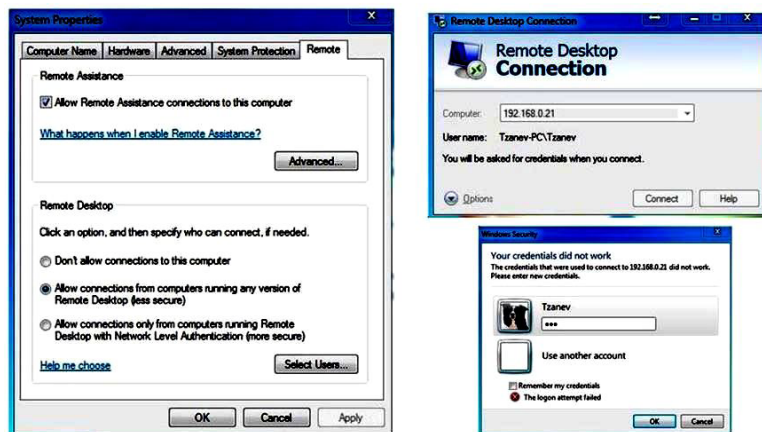 System Properties
Computer Name Hardware Advanced System Protection Remote
Remote Assistance
Allow Remote Assistance connections to this computer
What happens when I enable Remote Assistance?
Advanced...
Remote Desktop
Click an option, and then specify who can connect, if needed.
Don't allow connections to this computer
Allow connections from computers running any version of
Remote Desktop (less secure)
Allow connections only from computers running Remote
Desktop with Network Level Authentication (more secure)
Help me choose
Select Users...
OK Cancel Apply
Remote Desktop Connection
Remote Desktop
Connection
Computer: 192.168.0.21
User name: Tzanev-PC\Tzanev
You will be asked for credentials when you connect.
Options Connect Help
Windows Security
Your credentials did not work
The credentials that were used to connect to 192.168.0.21 did not work.
Please enter new credentials.
Tzanev
•••
Use another account
Remember my credentials
The logon attempt failed
OK Cancel